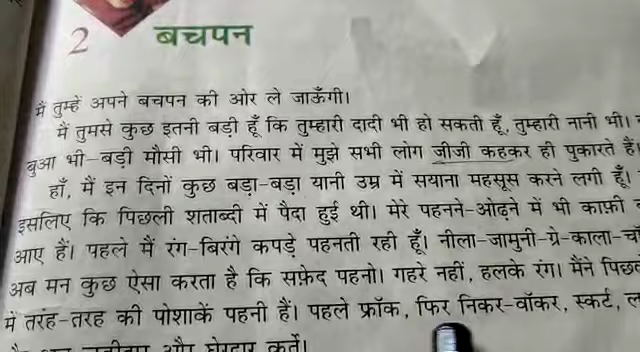 2 बचपन
मैं तुम्हें अपने बचपन की ओर ले जाऊँगी।
मैं तुमसे कुछ इतनी बड़ी हूँ कि तुम्हारी दादी भी हो सकती हूँ, तुम्हारी नानी भी।
बुआ भी–बड़ी मौसी भी। परिवार में मुझे सभी लोग जीजी कहकर ही पुकारते हैं।
हाँ, मैं इन दिनों कुछ बड़ा-बड़ा यानी उम्र में सयाना महसूस करने लगी हूँ।
इसलिए कि पिछली शताब्दी में पैदा हुई थी। मेरे पहनने-ओढ़ने में भी काफ़ी
आए हैं। पहले मैं रंग-बिरंगे कपड़े पहनती रही हूँ। नीला-जामुनी-ग्रे-काला-
अब मन कुछ ऐसा करता है कि सफ़ेद पहनो। गहरे नहीं, हलके रंग। मैंने
में तरह-तरह की पोशाकें पहनी हैं। पहले फ्रॉक, फिर निकर-वॉकर, स्कर्ट,
और घेरदार कुर्ते।